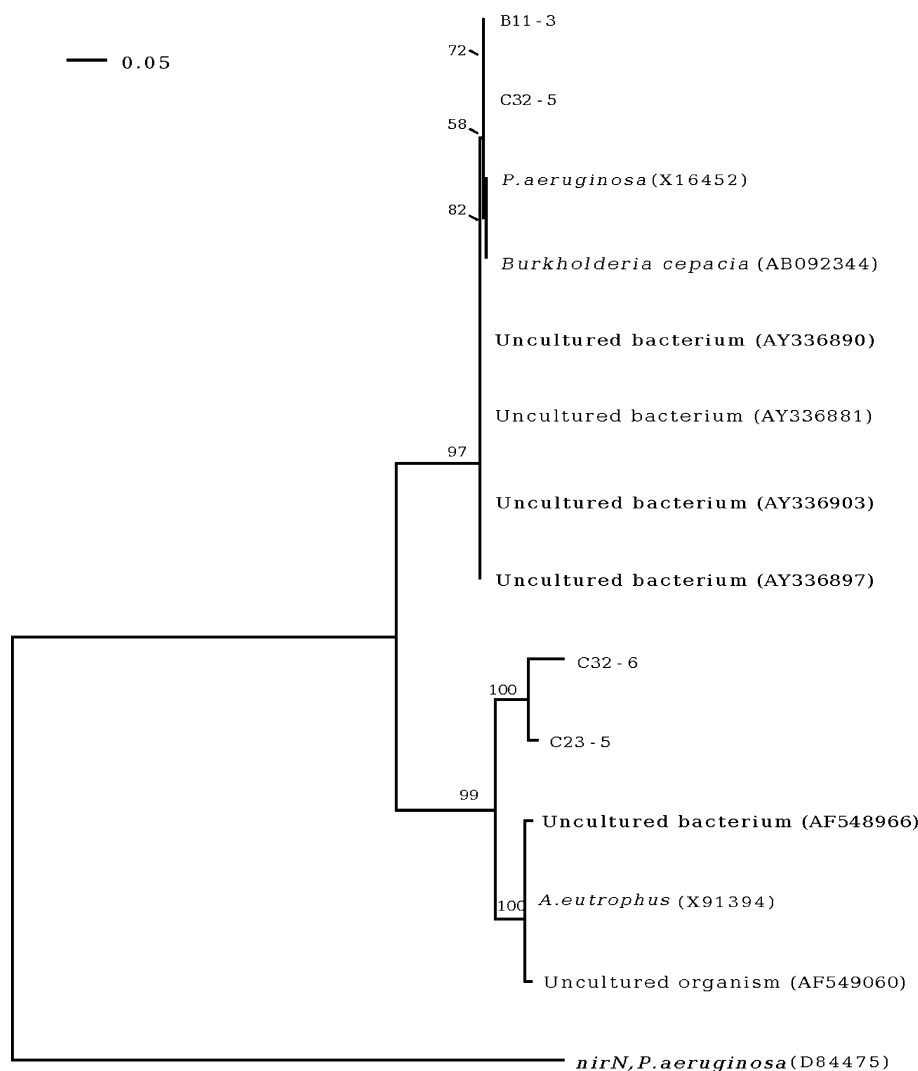 B11-3
72
0.05
C32-5
58
P.aeruginosa(X16452)
82
Burkholderia cepacia (AB092344)
Uncultured bacterium (AY336890)
Uncultured bacterium (AY336881)
97
Uncultured bacterium (AY336903)
Uncultured bacterium (AY336897)
C32-6
100
C23-5
99
Uncultured bacterium (AF548966)
A.eutrophus (X91394)
100
Uncultured organism (AF549060)
nirN,P.aeruginosa(D84475)